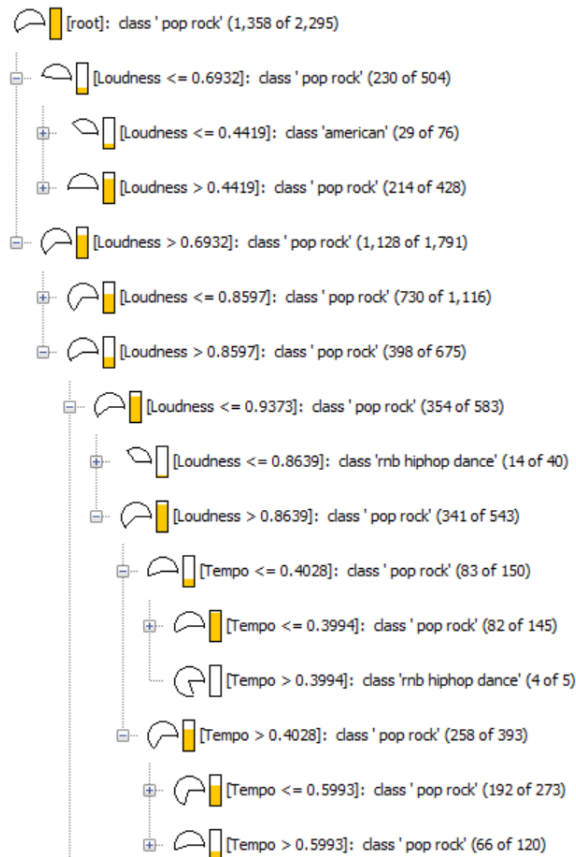 [root]: class ' pop rock' (1,358 of 2,295)
[Loudness <= 0.6932]: class ' pop rock' (230 of 504)
[Loudness <= 0.4419]: class 'american' (29 of 76)
[Loudness > 0.4419]: class ' pop rock' (214 of 428)
[Loudness > 0.6932]: class ' pop rock' (1,128 of 1,791)
[Loudness <= 0.8597]: class ' pop rock' (730 of 1,116)
[Loudness > 0.8597]: class ' pop rock' (398 of 675)
[Loudness <= 0.9373]: class ' pop rock' (354 of 583)
[Loudness <= 0.8639]: class 'rnb hiphop dance' (14 of 40)
[Loudness > 0.8639]: class ' pop rock' (341 of 543)
[Tempo <= 0.4028]: class ' pop rock' (83 of 150)
[Tempo <= 0.3994]: class ' pop rock' (82 of 145)
[Tempo > 0.3994]: class 'rnb hiphop dance' (4 of 5)
[Tempo > 0.4028]: class ' pop rock' (258 of 393)
[Tempo <= 0.5993]: class ' pop rock' (192 of 273)
[Tempo > 0.5993]: class ' pop rock' (66 of 120)